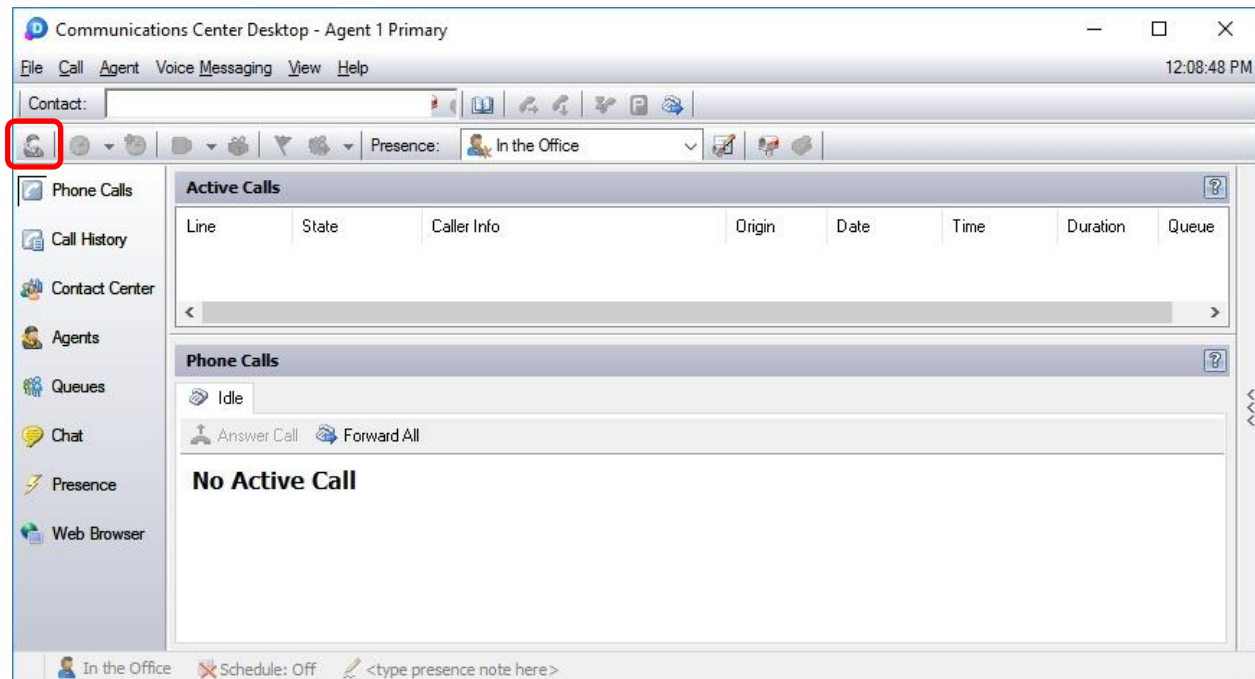 Communications Center Desktop - Agent 1 Primary
File Call Agent Voice Messaging View Help 12:08:48 PM
Contact:
Presence: In the Office
Phone Calls
Call History
Contact Center
Agents
Queues
Chat
Presence
Web Browser
Active Calls
Line State Caller Info Origin Date Time Duration Queue
Phone Calls
Idle
Answer Call Forward All
No Active Call
In the Office Schedule: Off <type presence note here>